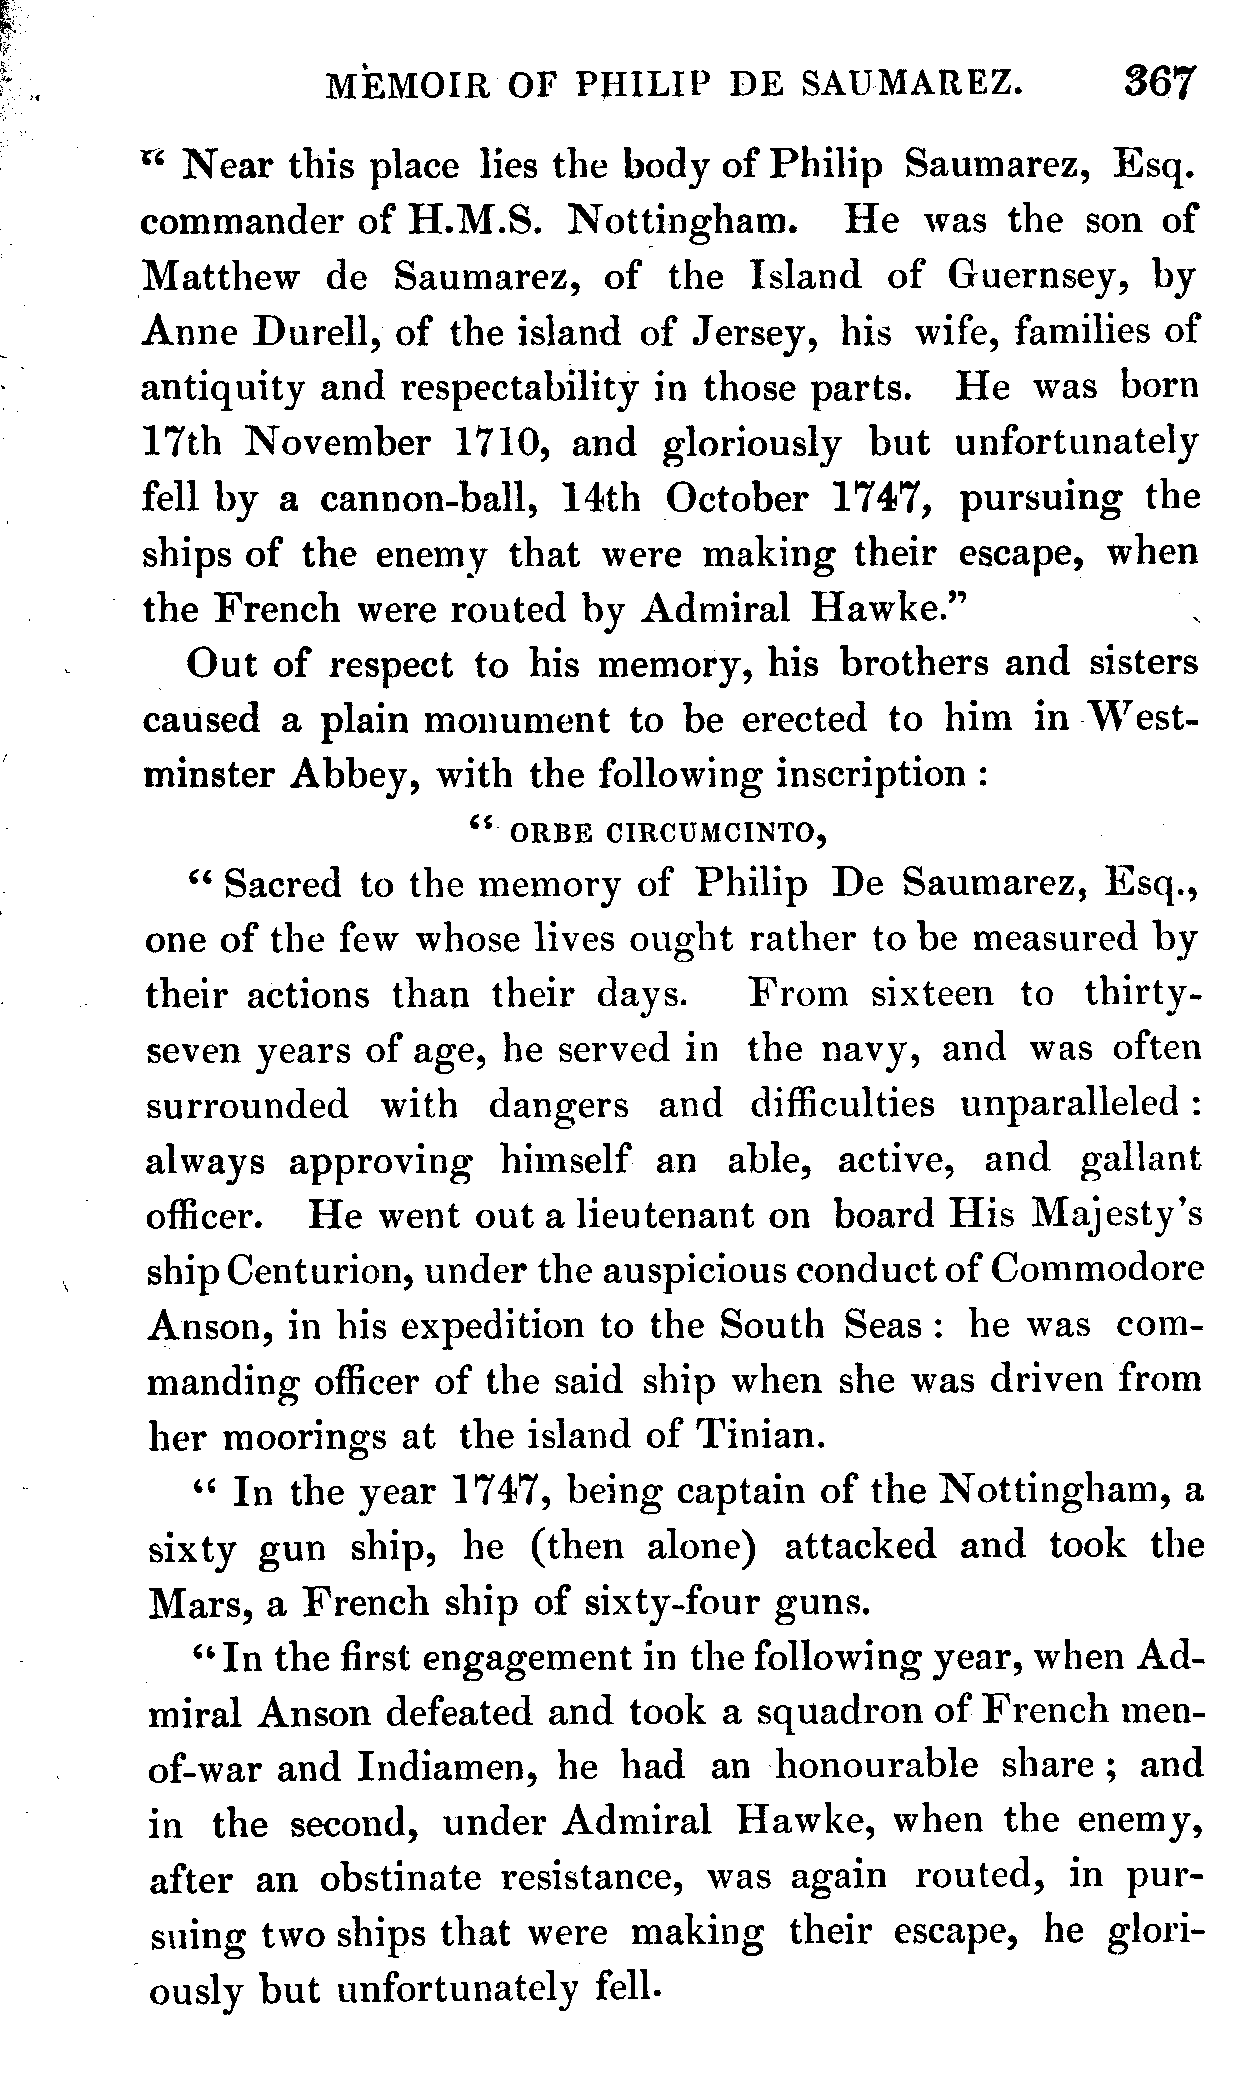 MEMOIR OF PHILIP DE SAUMAREZ. 367
“ Near this place lies the body of Philip Saumarez, Esq.
commander of H.M.S. Nottingham. He was the son of
Matthew de Saumarez, of the Island of Guernsey, by
Anne Durell, of the island of Jersey, his wife, families of
antiquity and respectability in those parts. He was born
17th November 1710, and gloriously but unfortunately
fell by a cannon-ball, 14th October 1747, pursuing the
ships of the enemy that were making their escape, when
the French were routed by Admiral Hawke.”
Out of respect to his memory, his brothers and sisters
caused a plain monument to be erected to him in West-
minster Abbey, with the following inscription :
“ ORBE CIRCUMCINTO,
“ Sacred to the memory of Philip De Saumarez, Esq.,
one of the few whose lives ought rather to be measured by
their actions than their days. From sixteen to thirty-
seven years of age, he served in the navy, and was often
surrounded with dangers and difficulties unparalleled :
always approving himself an able, active, and gallant
officer. He went out a lieutenant on board His Majesty's
ship Centurion, under the auspicious conduct of Commodore
Anson, in his expedition to the South Seas : he was com-
manding officer of the said ship when she was driven from
her moorings at the island of Tinian.
“ In the year 1747, being captain of the Nottingham, a
sixty gun ship, he (then alone) attacked and took the
Mars, a French ship of sixty-four guns.
“ In the first engagement in the following year, when Ad-
miral Anson defeated and took a squadron of French men-
of-war and Indiamen, he had an honourable share ; and
in the second, under Admiral Hawke, when the enemy,
after an obstinate resistance, was again routed, in pur-
suing two ships that were making their escape, he glori-
ously but unfortunately fell.